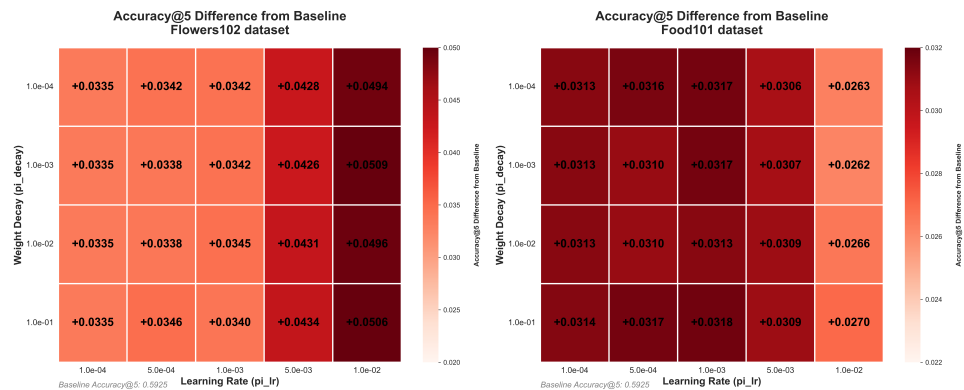 Accuracy@5 Difference from Baseline
Flowers102 dataset
Weight Decay (pi_decay)
1.0e-04
+0.0335 +0.0342 +0.0342 +0.0428 +0.0494
1.0e-03
+0.0335 +0.0338 +0.0342 +0.0426 +0.0509
1.0e-02
+0.0335 +0.0338 +0.0345 +0.0431 +0.0496
1.0e-01
+0.0335 +0.0346 +0.0340 +0.0434 +0.0506
1.0e-04 5.0e-04 1.0e-03 5.0e-03 1.0e-02
Learning Rate (pi_lr)
Baseline Accuracy@5: 0.5925
0.050
0.045
0.040
0.035
0.030
0.025
0.020
Accuracy@5 Difference from Baseline
Accuracy@5 Difference from Baseline
Food101 dataset
Weight Decay (pi_decay)
1.0e-04
+0.0313 +0.0316 +0.0317 +0.0306 +0.0263
1.0e-03
+0.0313 +0.0310 +0.0317 +0.0307 +0.0262
1.0e-02
+0.0313 +0.0310 +0.0313 +0.0309 +0.0266
1.0e-01
+0.0314 +0.0317 +0.0318 +0.0309 +0.0270
1.0e-04 5.0e-04 1.0e-03 5.0e-03 1.0e-02
Learning Rate (pi_lr)
Baseline Accuracy@5: 0.5925
0.032
0.030
0.028
0.026
0.024
0.022
Accuracy@5 Difference from Baseline